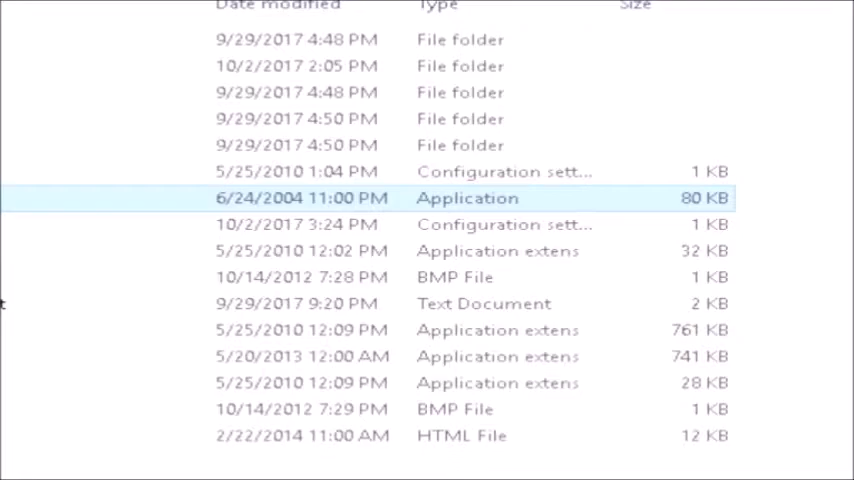 Date modified Type Size
9/29/2017 4:48 PM File folder
10/2/2017 2:05 PM File folder
9/29/2017 4:48 PM File folder
9/29/2017 4:50 PM File folder
9/29/2017 4:50 PM File folder
5/25/2010 1:04 PM Configuration sett... 1 KB
6/24/2004 11:00 PM Application 80 KB
10/2/2017 3:24 PM Configuration sett... 1 KB
5/25/2010 12:02 PM Application extens 32 KB
10/14/2012 7:28 PM BMP File 1 KB
t 9/29/2017 9:20 PM Text Document 2 KB
5/25/2010 12:09 PM Application extens 761 KB
5/20/2013 12:00 AM Application extens 741 KB
5/25/2010 12:09 PM Application extens 28 KB
10/14/2012 7:29 PM BMP File 1 KB
2/22/2014 11:00 AM HTML File 12 KB